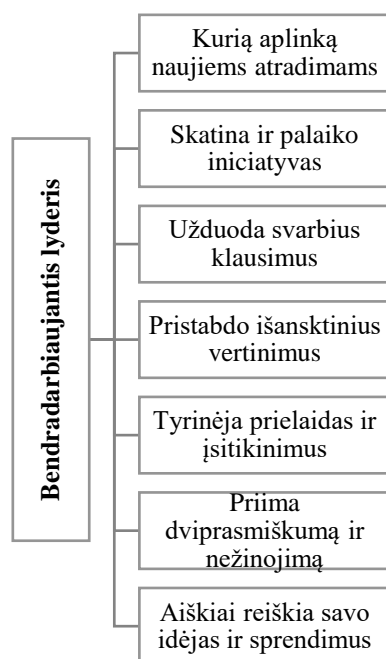 Bendradarbiaujantis lyderis
Kurią aplinką
naujiems atradimams
Skatina ir palaiko
iniciatyvas
Užduoda svarbius
klausimus
Pristabdo išansktinius
vertinimus
Tyrinėja prielaidas ir
įsitikinimus
Priima
dviprasmiškumą ir
nežinojimą
Aiškiai reiškia savo
idėjas ir sprendimus